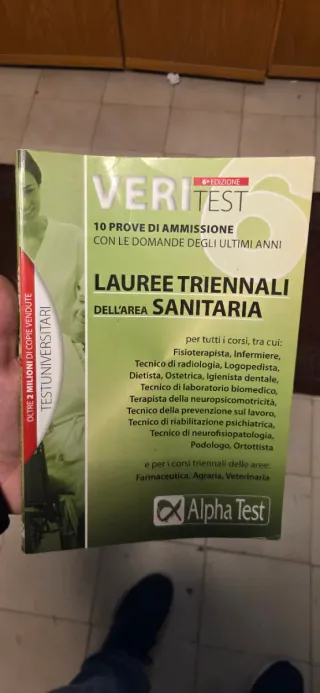 6ª EDIZIONE
VERITEST
6
10 PROVE DI AMMISSIONE
CON LE DOMANDE DEGLI ULTIMI ANNI
LAUREE TRIENNALI
DELL'AREA SANITARIA
per tutti i corsi, tra cui:
Fisioterapista, Infermiere,
Tecnico di radiologia, Logopedista,
Dietista, Ostetrica, Igienista dentale,
Tecnico di laboratorio biomedico,
Terapista della neuropsicomotricità,
Tecnico della prevenzione sul lavoro,
Tecnico di riabilitazione psichiatrica,
Tecnico di neurofisiopatologia,
Podologo, Ortottista
e per i corsi triennali delle aree:
Farmaceutica, Agraria, Veterinaria
Alpha Test
OLTRE 2 MILIONI DI COPIE VENDUTE
TESTUNIVERSITARI